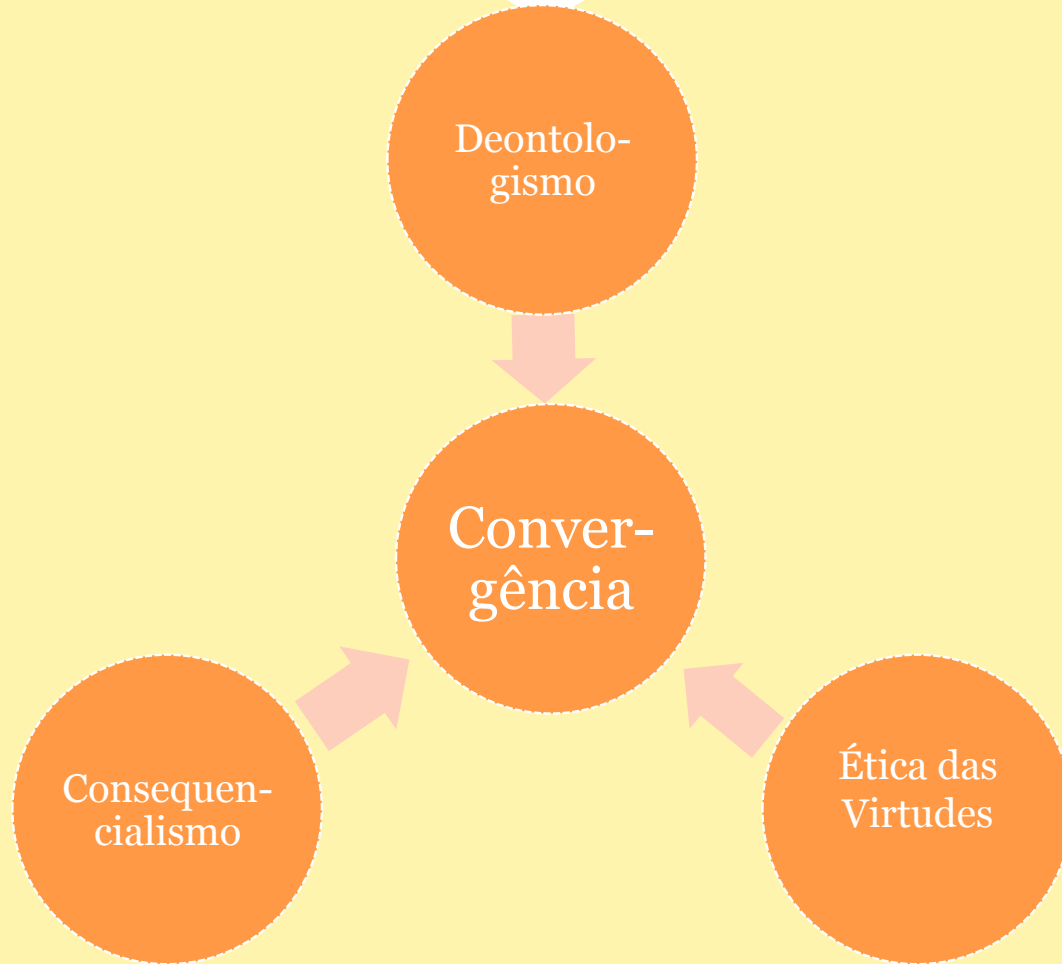 Deontolo-
gismo
Conver-
gência
Consequen-
cialismo
Ética das
Virtudes